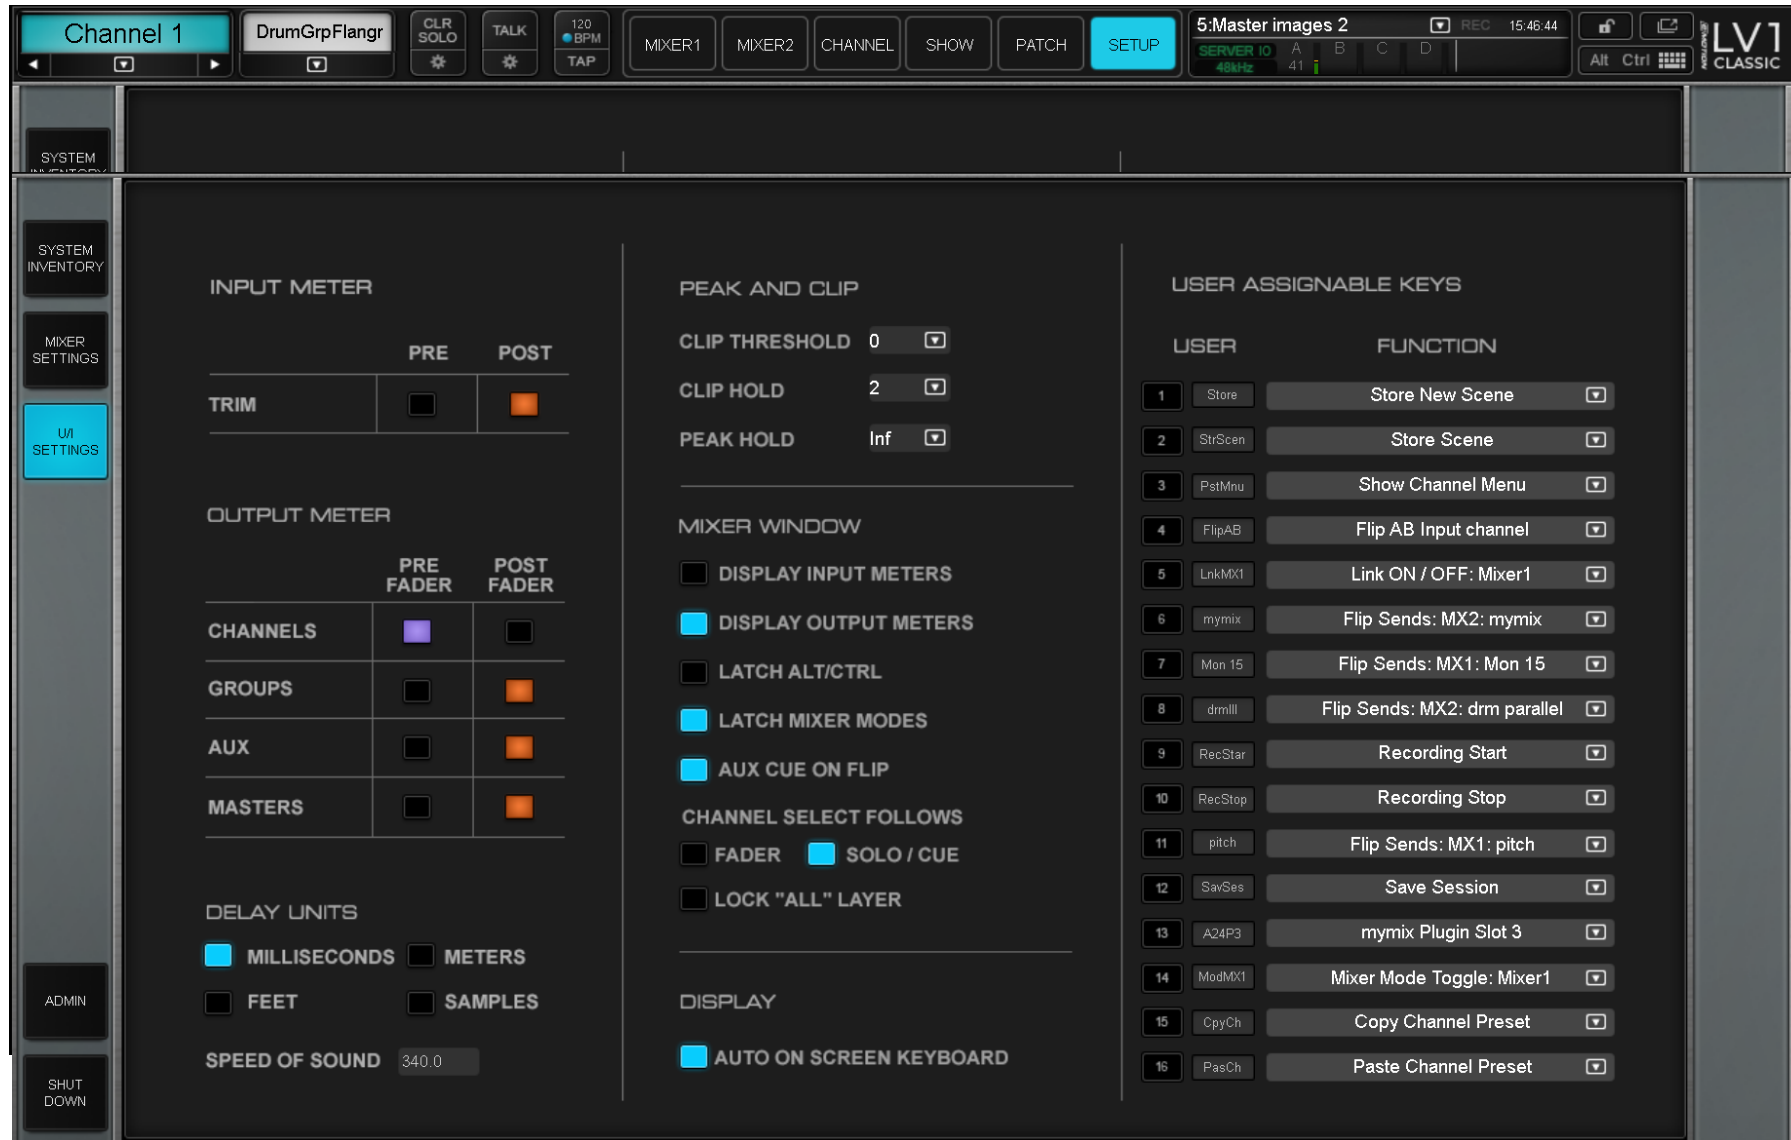 Channel 1
DrumGrpFlangr
CLR
SOLO
TALK
120
BPM
TAP
MIXER1
MIXER2
CHANNEL
SHOW
PATCH
SETUP
5:Master images 2
REC
15:46:44
SERVER IO
A
B
C
D
48kHz
41
Alt
Ctrl
LV1
CLASSIC
SYSTEM
INVENTORY
SYSTEM
INVENTORY
MIXER
SETTINGS
U/I
SETTINGS
ADMIN
SHUT
DOWN
INPUT METER
PRE
POST
TRIM
OUTPUT METER
PRE
FADER
POST
FADER
CHANNELS
GROUPS
AUX
MASTERS
DELAY UNITS
MILLISECONDS
METERS
FEET
SAMPLES
SPEED OF SOUND
340.0
PEAK AND CLIP
CLIP THRESHOLD
0
CLIP HOLD
2
PEAK HOLD
Inf
MIXER WINDOW
DISPLAY INPUT METERS
DISPLAY OUTPUT METERS
LATCH ALT/CTRL
LATCH MIXER MODES
AUX CUE ON FLIP
CHANNEL SELECT FOLLOWS
FADER
SOLO / CUE
LOCK "ALL" LAYER
DISPLAY
AUTO ON SCREEN KEYBOARD
USER ASSIGNABLE KEYS
USER
FUNCTION
1 Store Store New Scene
2 StrScen Store Scene
3 PstMnu Show Channel Menu
4 FlipAB Flip AB Input channel
5 LnkMX1 Link ON / OFF: Mixer1
6 mymix Flip Sends: MX2: mymix
7 Mon 15 Flip Sends: MX1: Mon 15
8 drmlll Flip Sends: MX2: drm parallel
9 RecStar Recording Start
10 RecStop Recording Stop
11 pitch Flip Sends: MX1: pitch
12 SavSes Save Session
13 A24P3 mymix Plugin Slot 3
14 ModMX1 Mixer Mode Toggle: Mixer1
15 CpyCh Copy Channel Preset
16 PasCh Paste Channel Preset